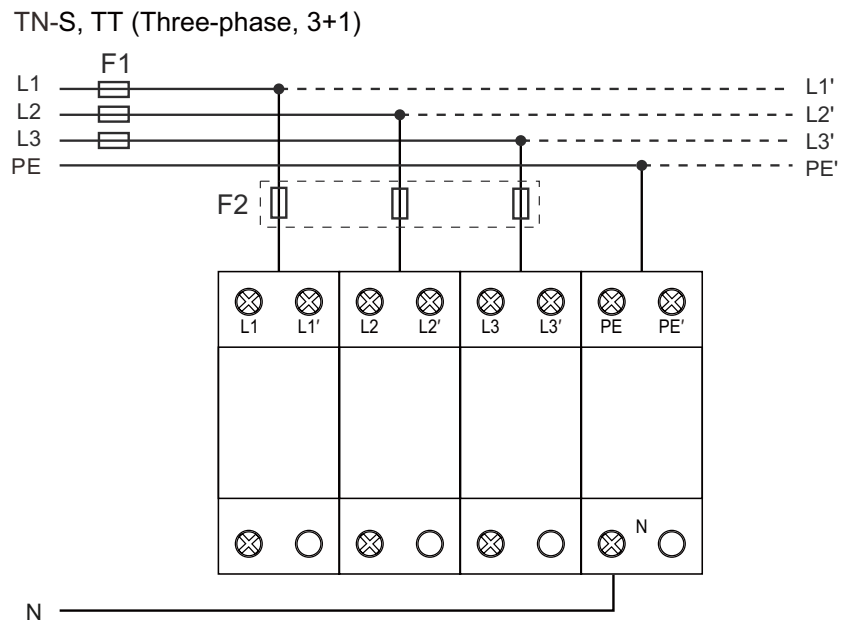 TN-S, TT (Three-phase, 3+1)
F1
L1 L1'
L2 L2'
L3 L3'
PE PE'
F2
L1 L1′ L2 L2′ L3 L3′ PE PE′
N
N